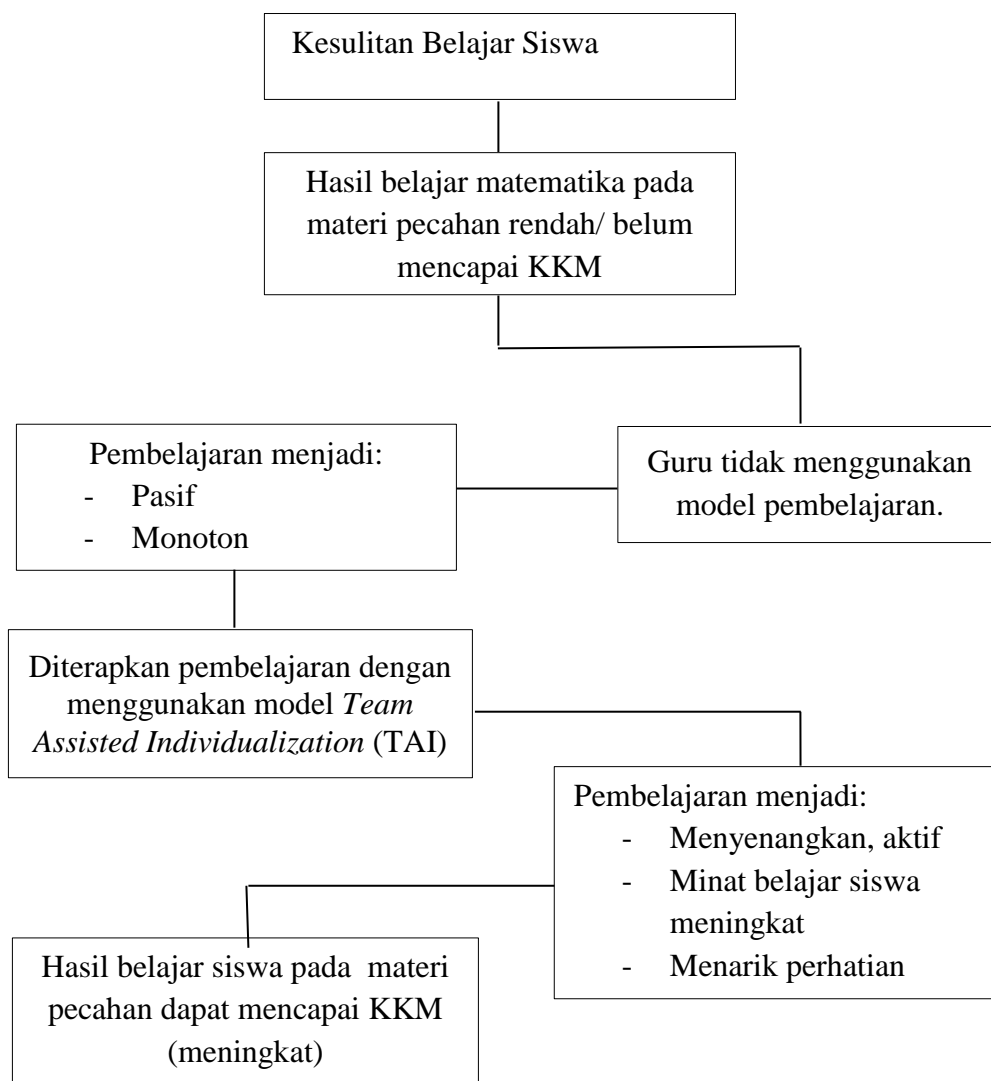 Kesulitan Belajar Siswa
Hasil belajar matematika pada
materi pecahan rendah/ belum
mencapai KKM
Guru tidak menggunakan
model pembelajaran.
Pembelajaran menjadi:
- Pasif
- Monoton
Diterapkan pembelajaran dengan
menggunakan model Team
Assisted Individualization (TAI)
Pembelajaran menjadi:
- Menyenangkan, aktif
- Minat belajar siswa
meningkat
- Menarik perhatian
Hasil belajar siswa pada materi
pecahan dapat mencapai KKM
(meningkat)